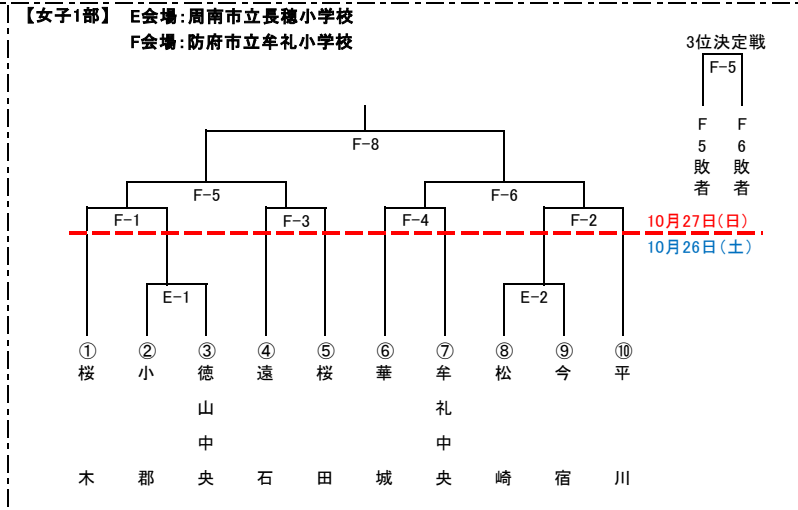 【女子1部】 E会場：周南市立長穂小学校
F会場：防府市立牟礼小学校
3位決定戦
F-5
F5敗者
F6敗者
F-8
F-5
F-6
F-1
F-3
F-4
F-2
10月27日(日)
10月26日(土)
E-1
E-2
①桜木
②小郡
③徳山中央
④遠石
⑤桜田
⑥華城
⑦牟礼中央
⑧松崎
⑨今宿
⑩平川